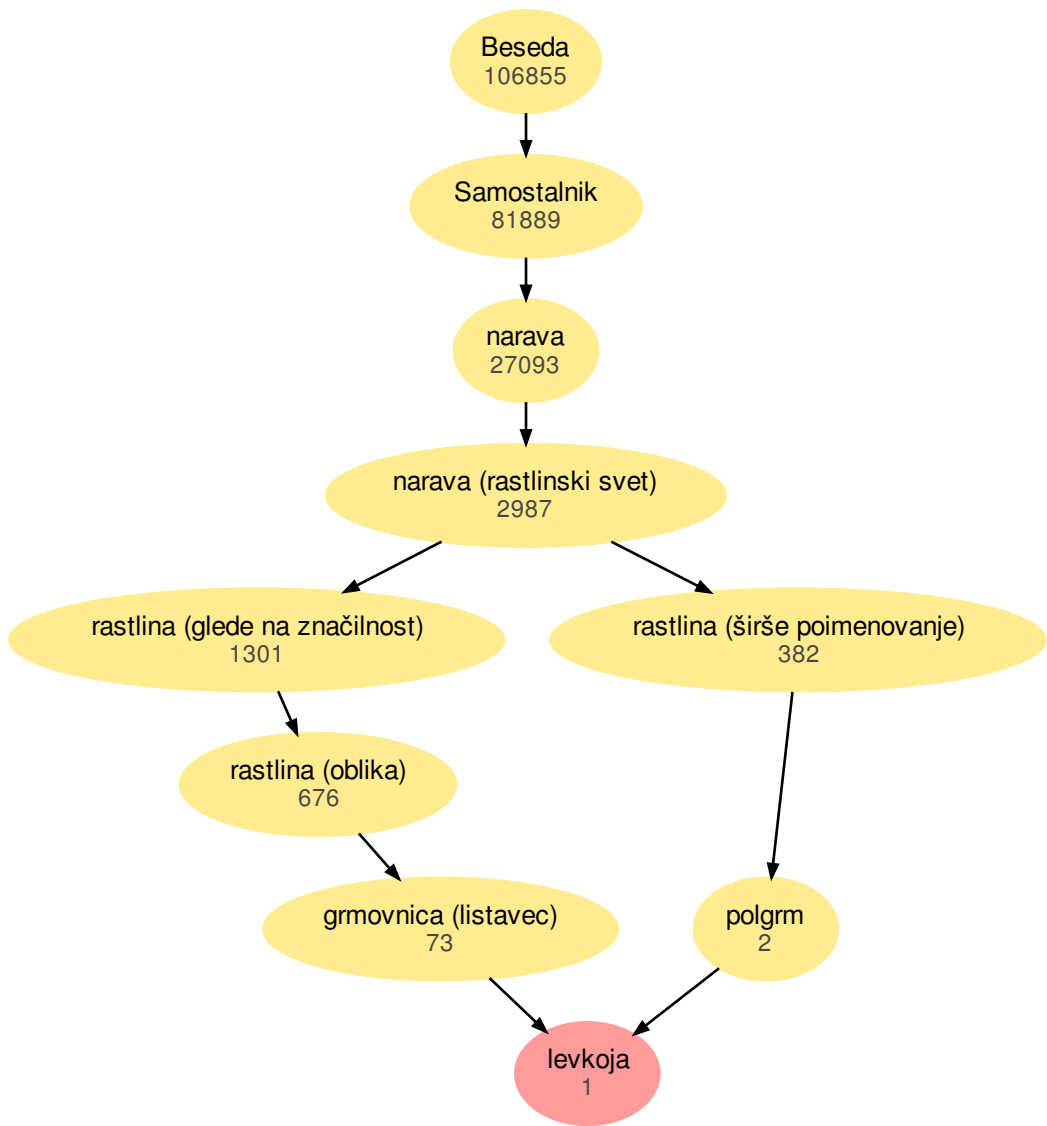 Beseda
106855
Samostalnik
81889
narava
27093
narava (rastlinski svet)
2987
rastlina (glede na značilnost)
1301
rastlina (širše poimenovanje)
382
rastlina (oblika)
676
grmovnica (listavec)
73
polgrm
2
levkoja
1